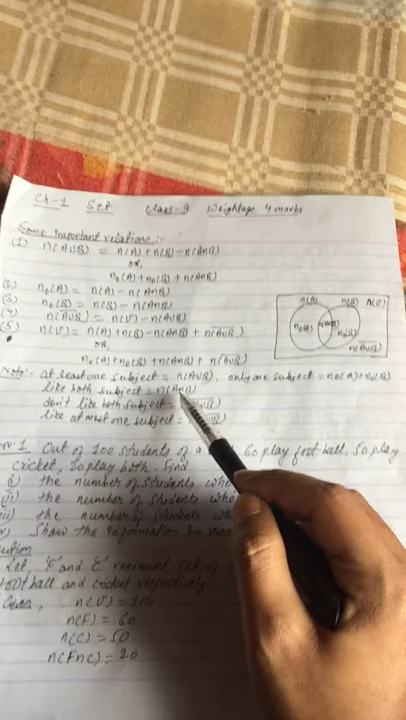 Ch-1 Set Class-9 Weightage 4 marks
Some important relations:-
(1) n(A∪B) = n(A) + n(B) - n(A∩B)
or,
n₀(A) + n₀(B) + n(A∩B)
(2) n₀(A) = n(A) - n(A∩B)
(3) n₀(B) = n(B) - n(A∩B)
(4) n(A̅∪̅B̅) = n(U) - n(A∪B)
(5) n(U) = n(A) + n(B) - n(A∩B) + n(A̅∪̅B̅)
or,
n₀(A) + n₀(B) + n(A∩B) + n(A̅∪̅B̅)
n(A) n(B) n(U)
n₀(A) n(A∩B) n₀(B)
n(A̅∪̅B̅)
Note:- at least one subject = n(A∪B), only one subject = n₀(A)+n₀(B)
like both subject = n(A∩B)
don't like both subject =
like at most one subject =
1 Out of 100 students of a 60 play foot ball, 50 play
cricket, 20 play both. Find
i) the number of students who
ii) the number of students who
iii) the number of students
v) Show the information in
Let, 'F' and 'C' represent set of
football and cricket respectively
Given, n(U) = 100
n(F) = 60
n(C) = 50
n(F∩C) = 20